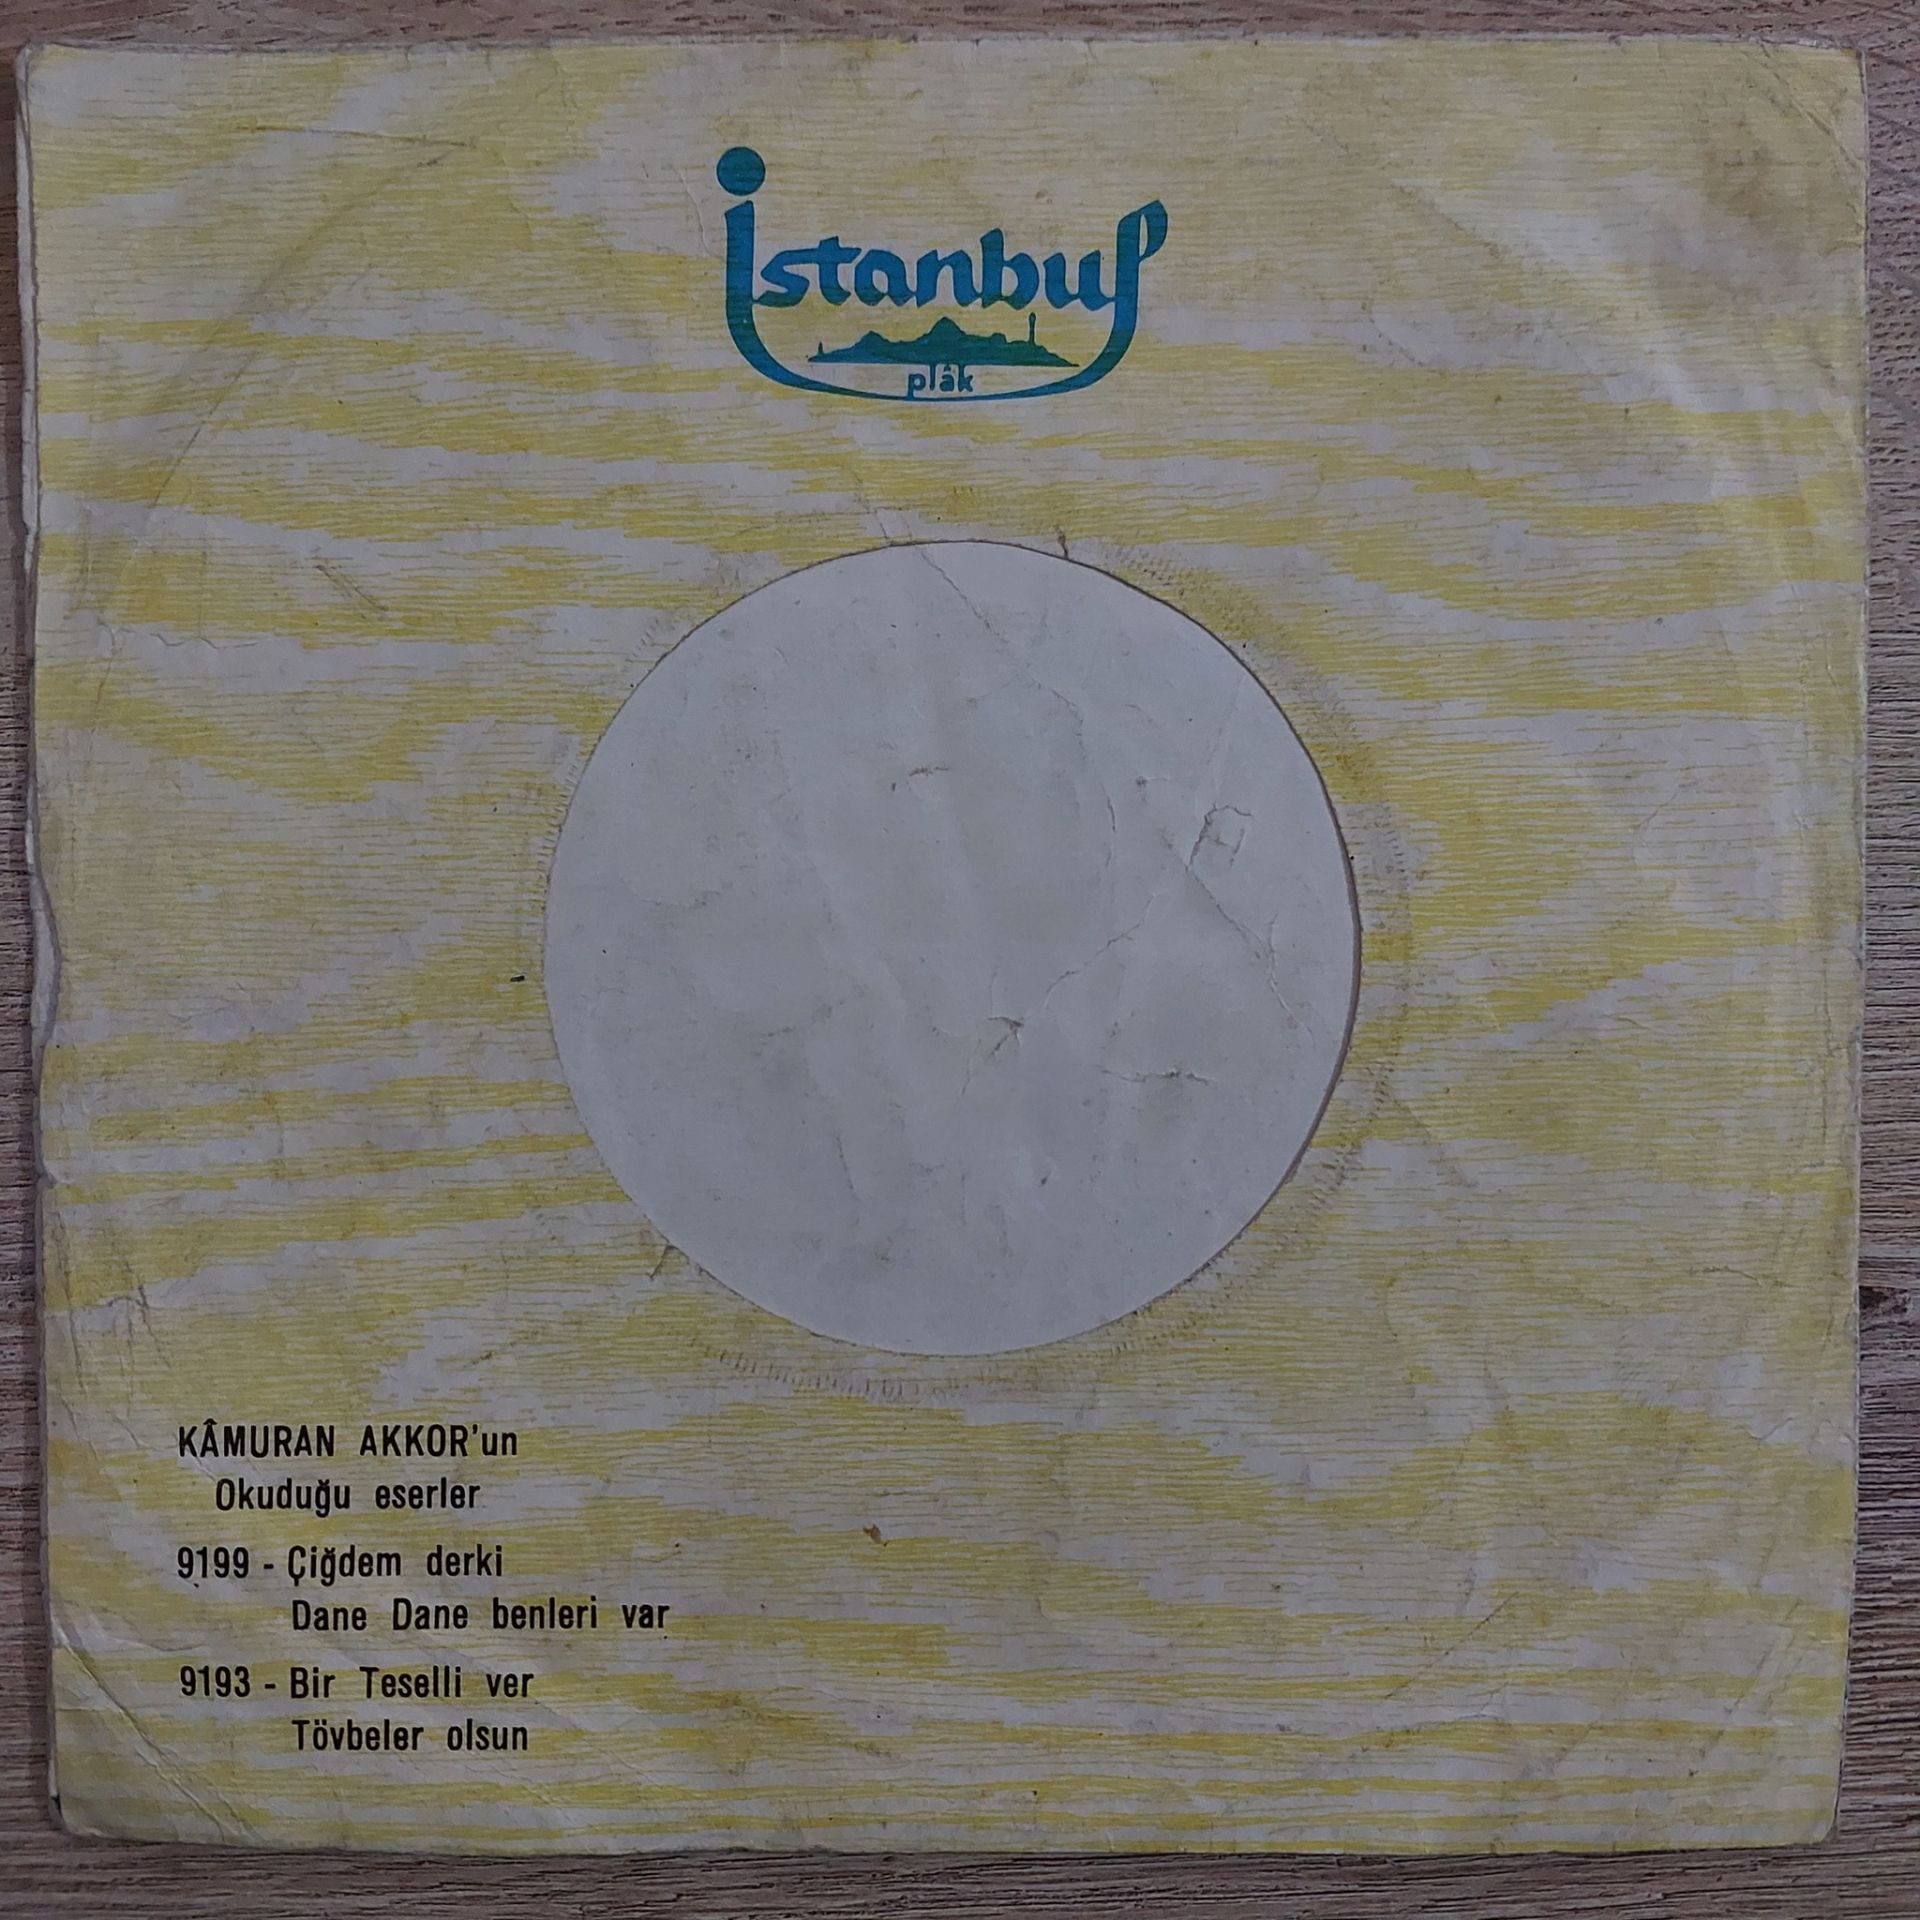 istanbul
plâk
KÂMURAN AKKOR'un
Okuduğu eserler
9199 - Çiğdem derki
Dane Dane benleri var
9193 - Bir Teselli ver
Tövbeler olsun